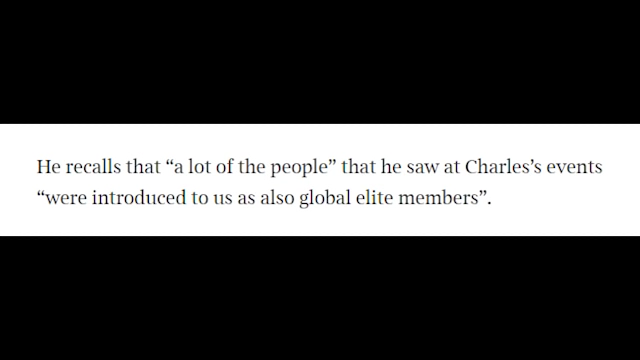 He recalls that “a lot of the people” that he saw at Charles’s events
“were introduced to us as also global elite members”.